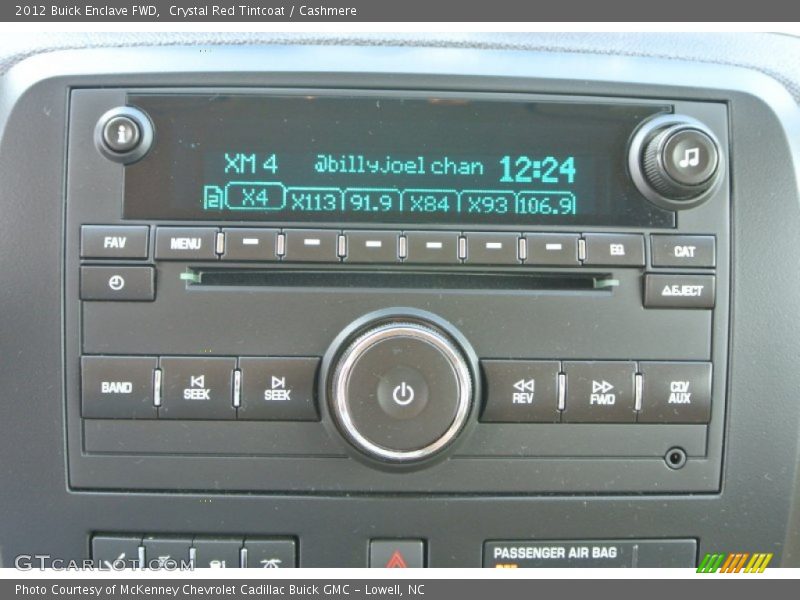 2012 Buick Enclave FWD,  Crystal Red Tintcoat / Cashmere
XM 4 @billyjoel chan 12:24
X4 X113 91.9 X84 X93 106.9
FAV MENU EQ CAT
EJECT
BAND SEEK SEEK REV FWD CD/AUX
PASSENGER AIR BAG
GTCarLot.com
Photo Courtesy of McKenney Chevrolet Cadillac Buick GMC – Lowell, NC